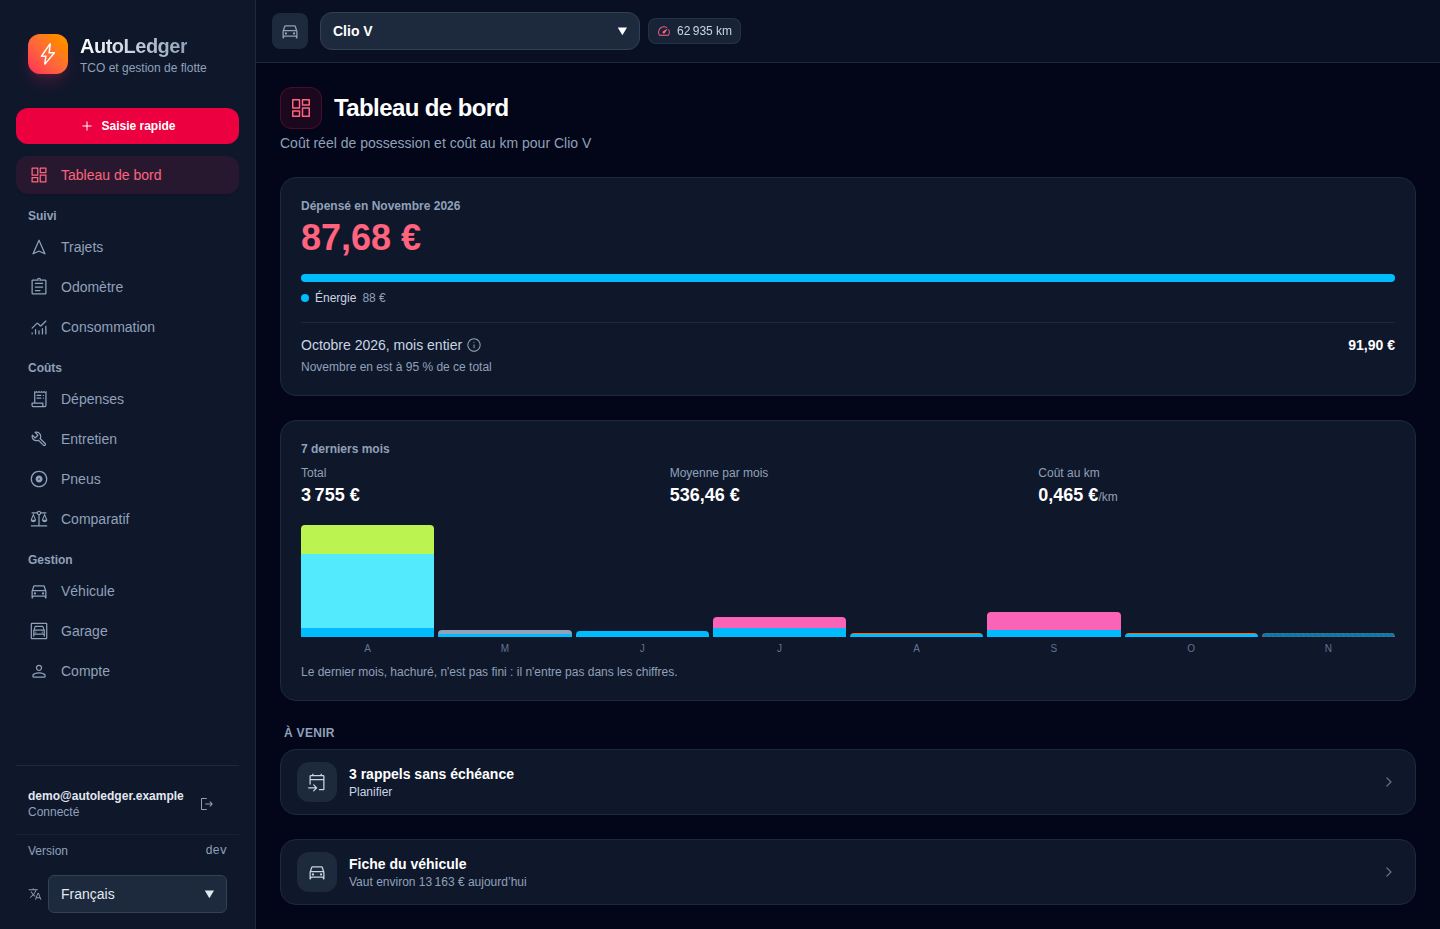 AutoLedger
TCO et gestion de flotte
Saisie rapide
Tableau de bord
Suivi
Trajets
Odomètre
Consommation
Coûts
Dépenses
Entretien
Pneus
Comparatif
Gestion
Véhicule
Garage
Compte
demo@autoledger.example
Connecté
Version dev
Français
Clio V
62 935 km
Tableau de bord
Coût réel de possession et coût au km pour Clio V
Dépensé en Novembre 2026
87,68 €
Énergie 88 €
Octobre 2026, mois entier 91,90 €
Novembre en est à 95 % de ce total
7 derniers mois
Total Moyenne par mois Coût au km
3 755 € 536,46 € 0,465 €/km
A M J J A S O N
Le dernier mois, hachuré, n'est pas fini : il n'entre pas dans les chiffres.
À VENIR
3 rappels sans échéance
Planifier
Fiche du véhicule
Vaut environ 13 163 € aujourd’hui